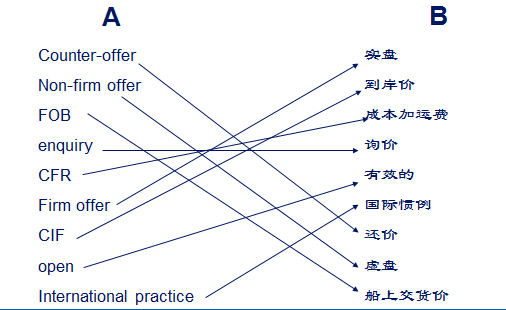 A B
Counter-offer 实盘
Non-firm offer 到岸价
FOB 成本加运费
enquiry 询价
CFR 有效的
Firm offer 国际惯例
CIF 还价
open 虚盘
International practice 船上交货价